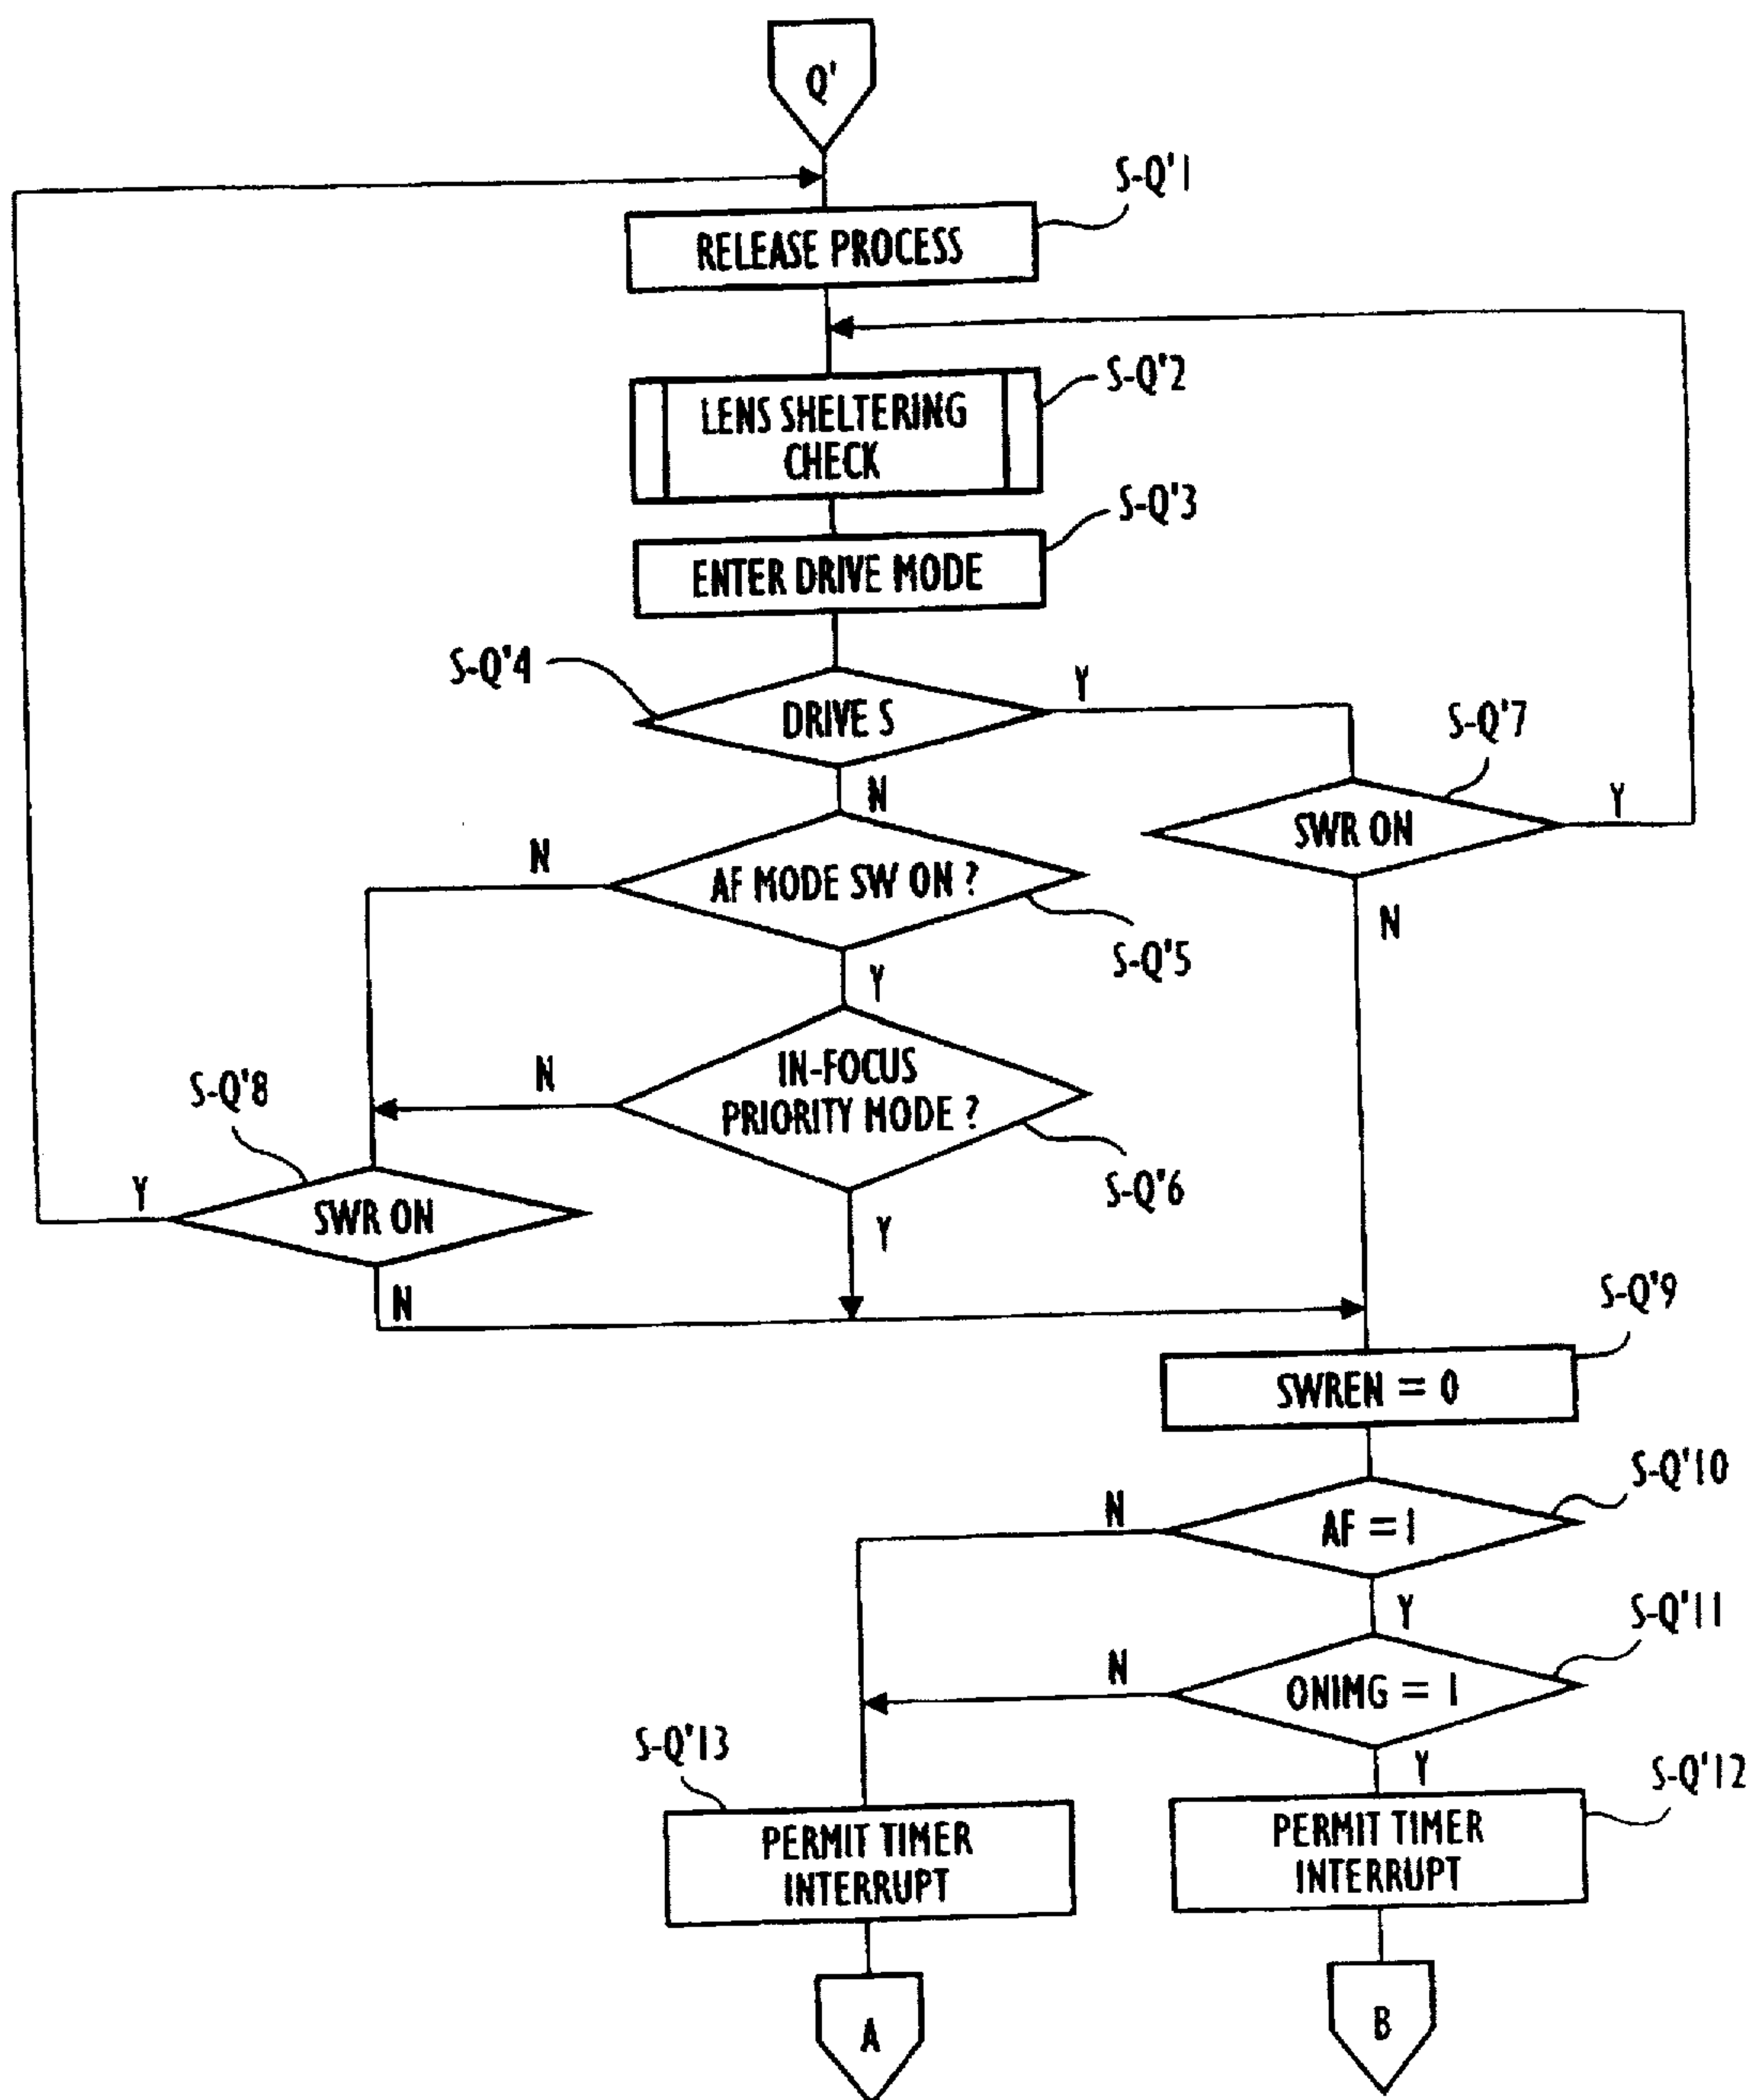 Q'
S-Q'1
RELEASE PROCESS
S-Q'2
LENS SHELTERING
CHECK
S-Q'3
ENTER DRIVE MODE
S-Q'4
DRIVE S
Y
N
S-Q'7
SWR ON
Y
N
AF MODE SW ON ?
N
S-Q'5
Y
IN-FOCUS
PRIORITY MODE ?
N
S-Q'6
Y
S-Q'8
SWR ON
Y
N
S-Q'9
SWREN = 0
S-Q'10
AF = 1
N
Y
S-Q'11
ONIMG = 1
N
Y
S-Q'13
PERMIT TIMER
INTERRUPT
S-Q'12
PERMIT TIMER
INTERRUPT
A
B